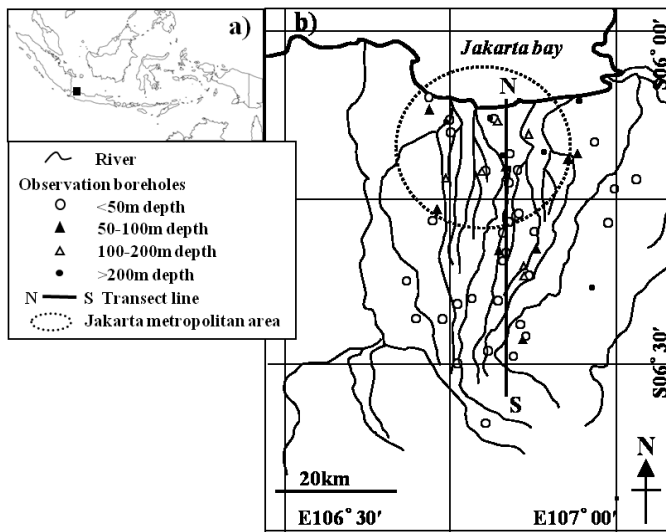 a)
b)
Jakarta bay
N
S06°00'
River
Observation boreholes
<50m depth
50-100m depth
100-200m depth
>200m depth
N S Transect line
Jakarta metropolitan area
S06°30'
S
20km
N
E106°30'
E107°00'